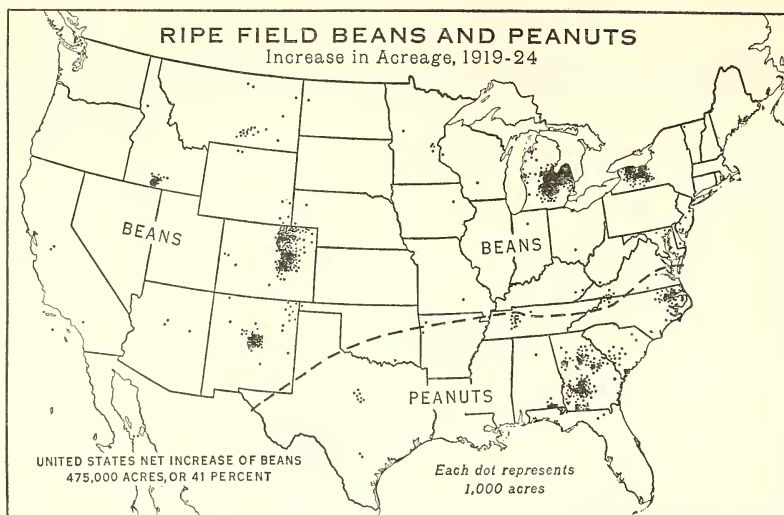 RIPE FIELD BEANS AND PEANUTS
Increase in Acreage, 1919-24
BEANS
BEANS
PEANUTS
UNITED STATES NET INCREASE OF BEANS
475,000 ACRES, OR 41 PERCENT
Each dot represents
1,000 acres